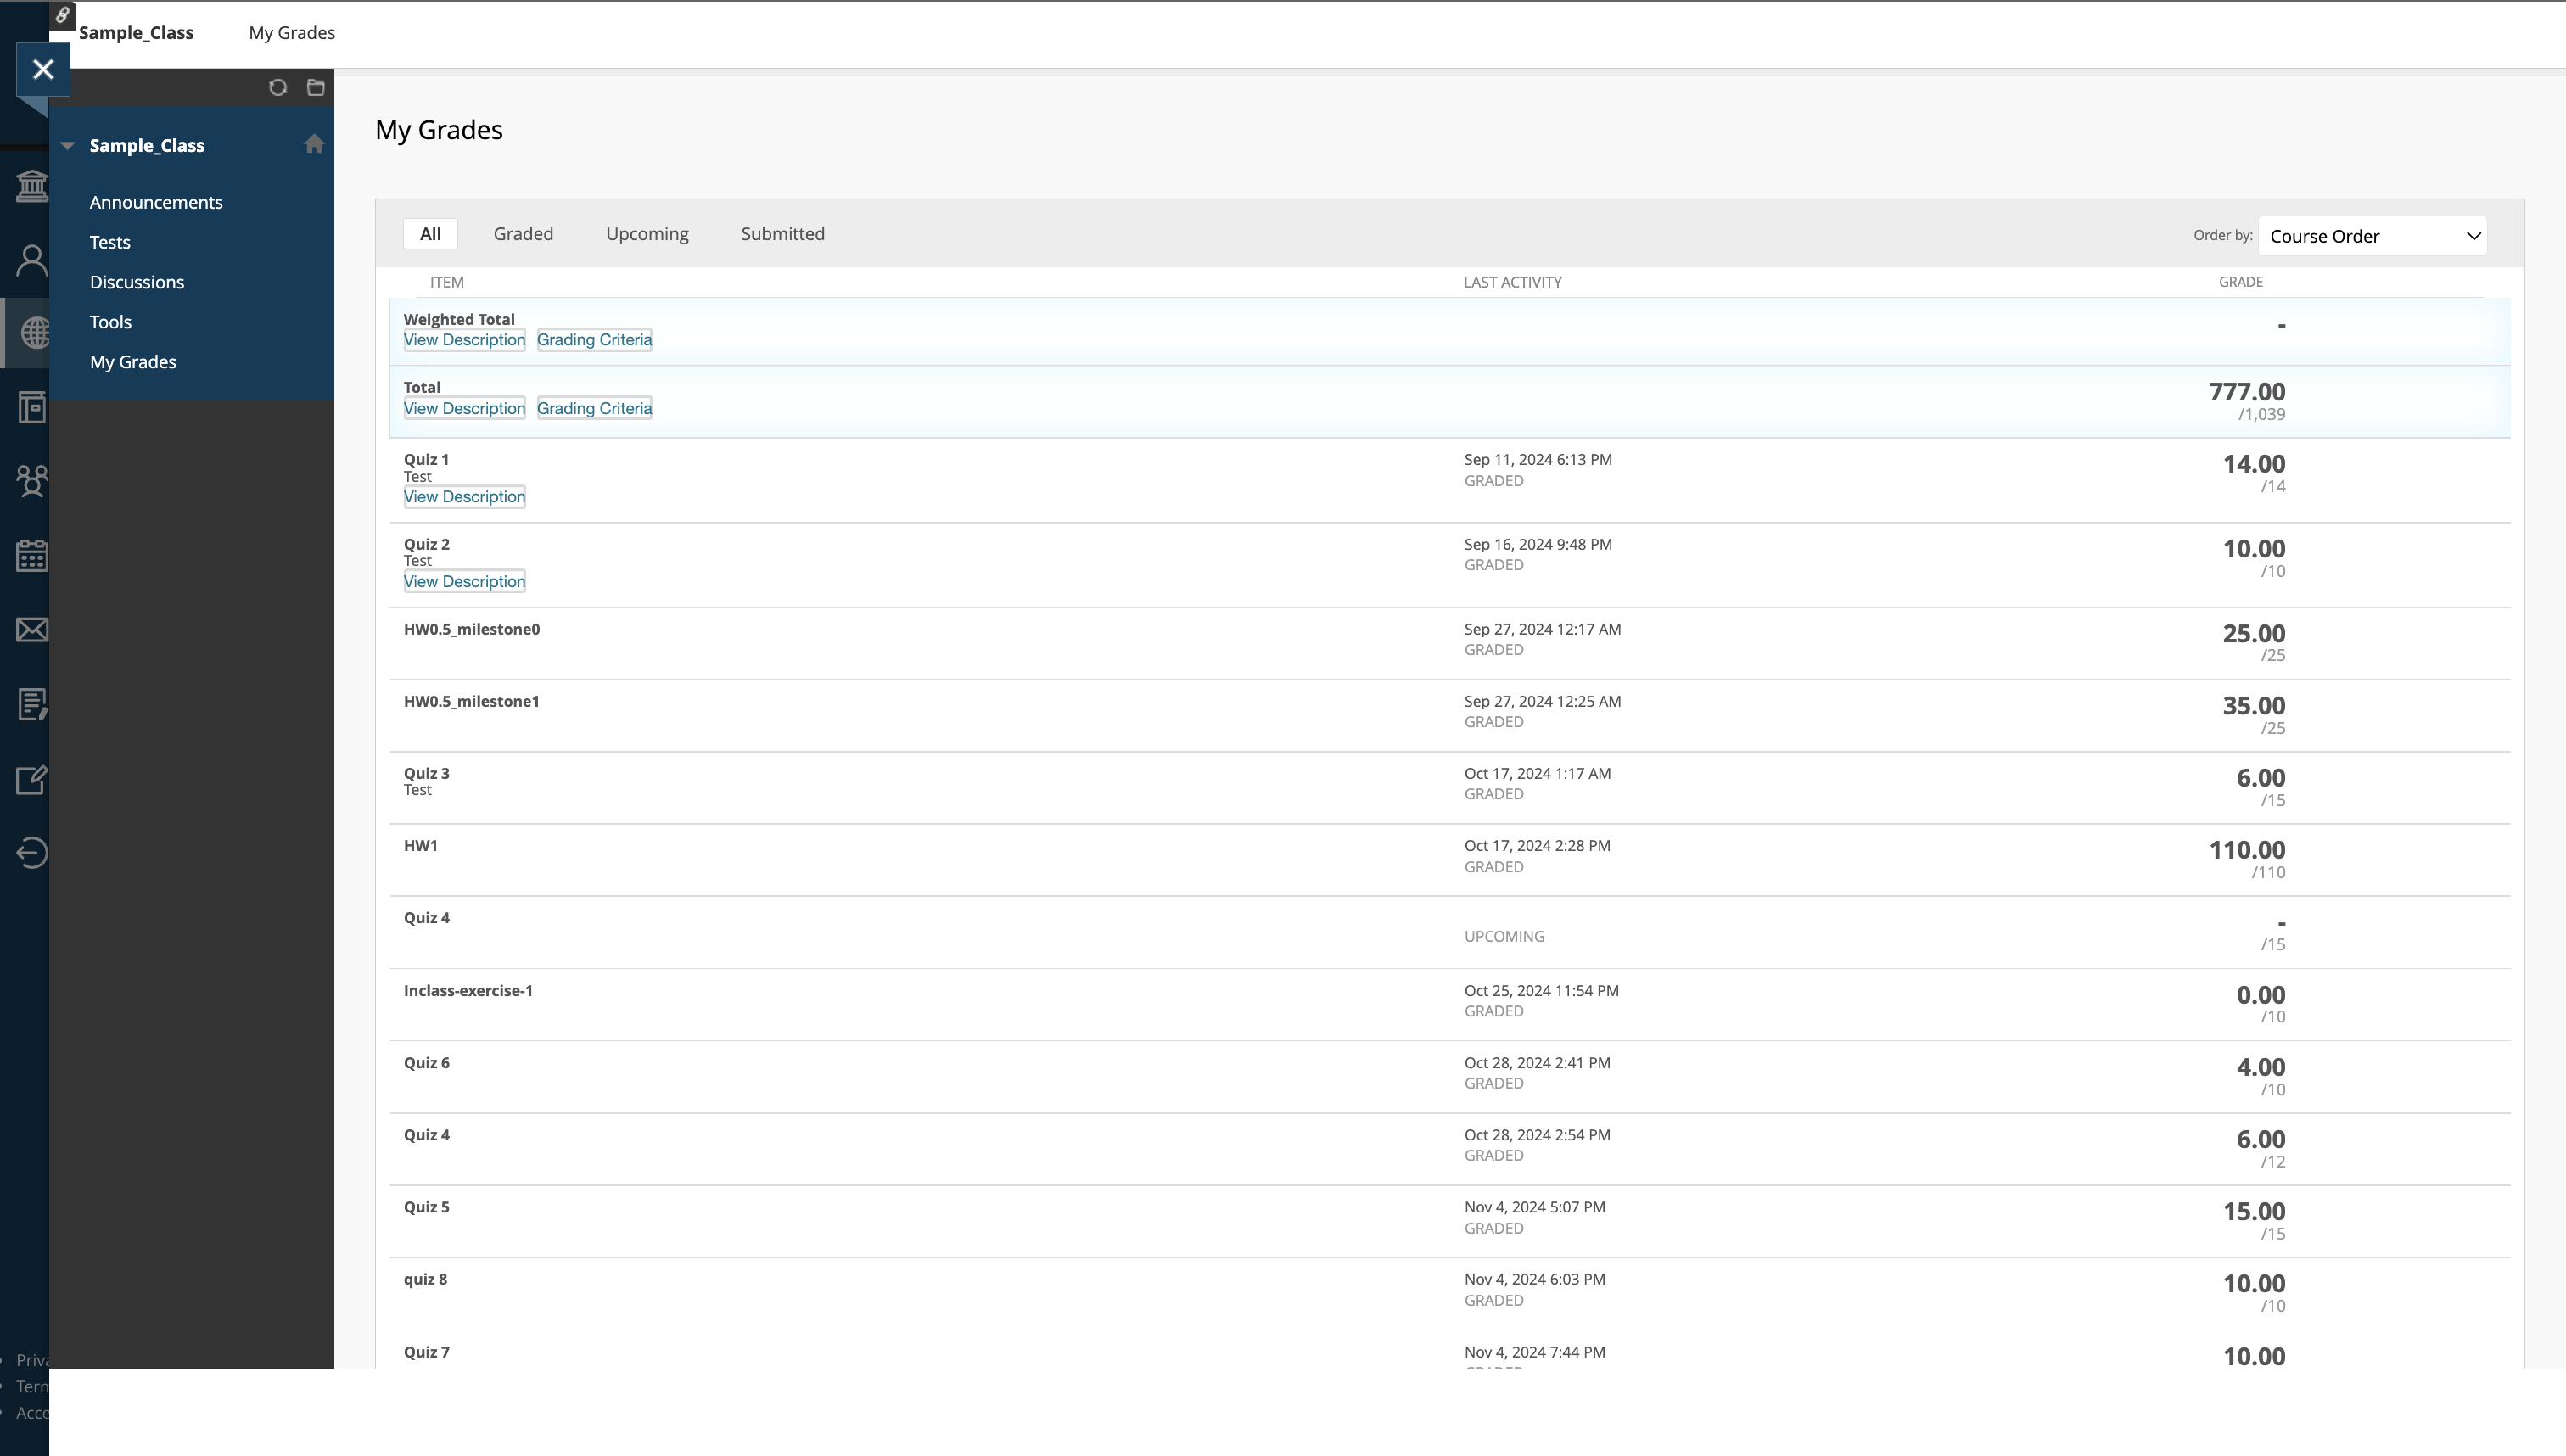 Sample_Class My Grades
My Grades
Sample_Class
Announcements
Tests
Discussions
Tools
My Grades
All Graded Upcoming Submitted Order by: Course Order
ITEM LAST ACTIVITY GRADE
Weighted Total -
View Description Grading Criteria
Total 777.00
View Description Grading Criteria /1,039
Quiz 1 Sep 11, 2024 6:13 PM 14.00
Test GRADED /14
View Description
Quiz 2 Sep 16, 2024 9:48 PM 10.00
Test GRADED /10
View Description
HW0.5_milestone0 Sep 27, 2024 12:17 AM 25.00
GRADED /25
HW0.5_milestone1 Sep 27, 2024 12:25 AM 35.00
GRADED /25
Quiz 3 Oct 17, 2024 1:17 AM 6.00
Test GRADED /15
HW1 Oct 17, 2024 2:28 PM 110.00
GRADED /110
Quiz 4 -
UPCOMING /15
Inclass-exercise-1 Oct 25, 2024 11:54 PM 0.00
GRADED /10
Quiz 6 Oct 28, 2024 2:41 PM 4.00
GRADED /10
Quiz 4 Oct 28, 2024 2:54 PM 6.00
GRADED /12
Quiz 5 Nov 4, 2024 5:07 PM 15.00
GRADED /15
quiz 8 Nov 4, 2024 6:03 PM 10.00
GRADED /10
Quiz 7 Nov 4, 2024 7:44 PM 10.00
Priva
Term
Acce